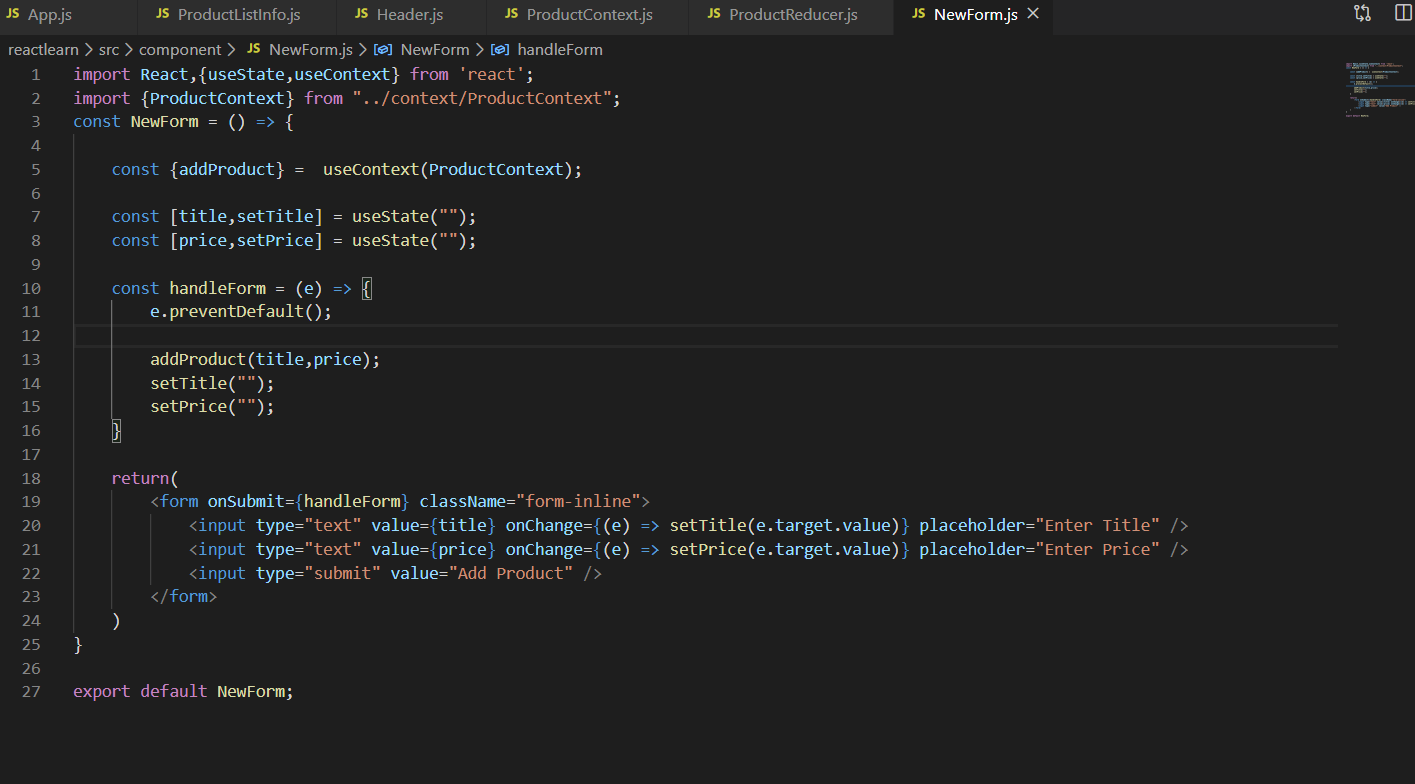 JS App.js JS ProductListInfo.js JS Header.js JS ProductContext.js JS ProductReducer.js JS NewForm.js
reactlearn > src > component > JS NewForm.js > NewForm > handleForm
1 import React,{useState,useContext} from 'react';
2 import {ProductContext} from "../context/ProductContext";
3 const NewForm = () => {
4
5 const {addProduct} =  useContext(ProductContext);
6
7 const [title,setTitle] = useState("");
8 const [price,setPrice] = useState("");
9
10 const handleForm = (e) => {
11 e.preventDefault();
12
13 addProduct(title,price);
14 setTitle("");
15 setPrice("");
16 }
17
18 return(
19 <form onSubmit={handleForm} className="form-inline">
20 <input type="text" value={title} onChange={(e) => setTitle(e.target.value)} placeholder="Enter Title" />
21 <input type="text" value={price} onChange={(e) => setPrice(e.target.value)} placeholder="Enter Price" />
22 <input type="submit" value="Add Product" />
23 </form>
24 )
25 }
26
27 export default NewForm;